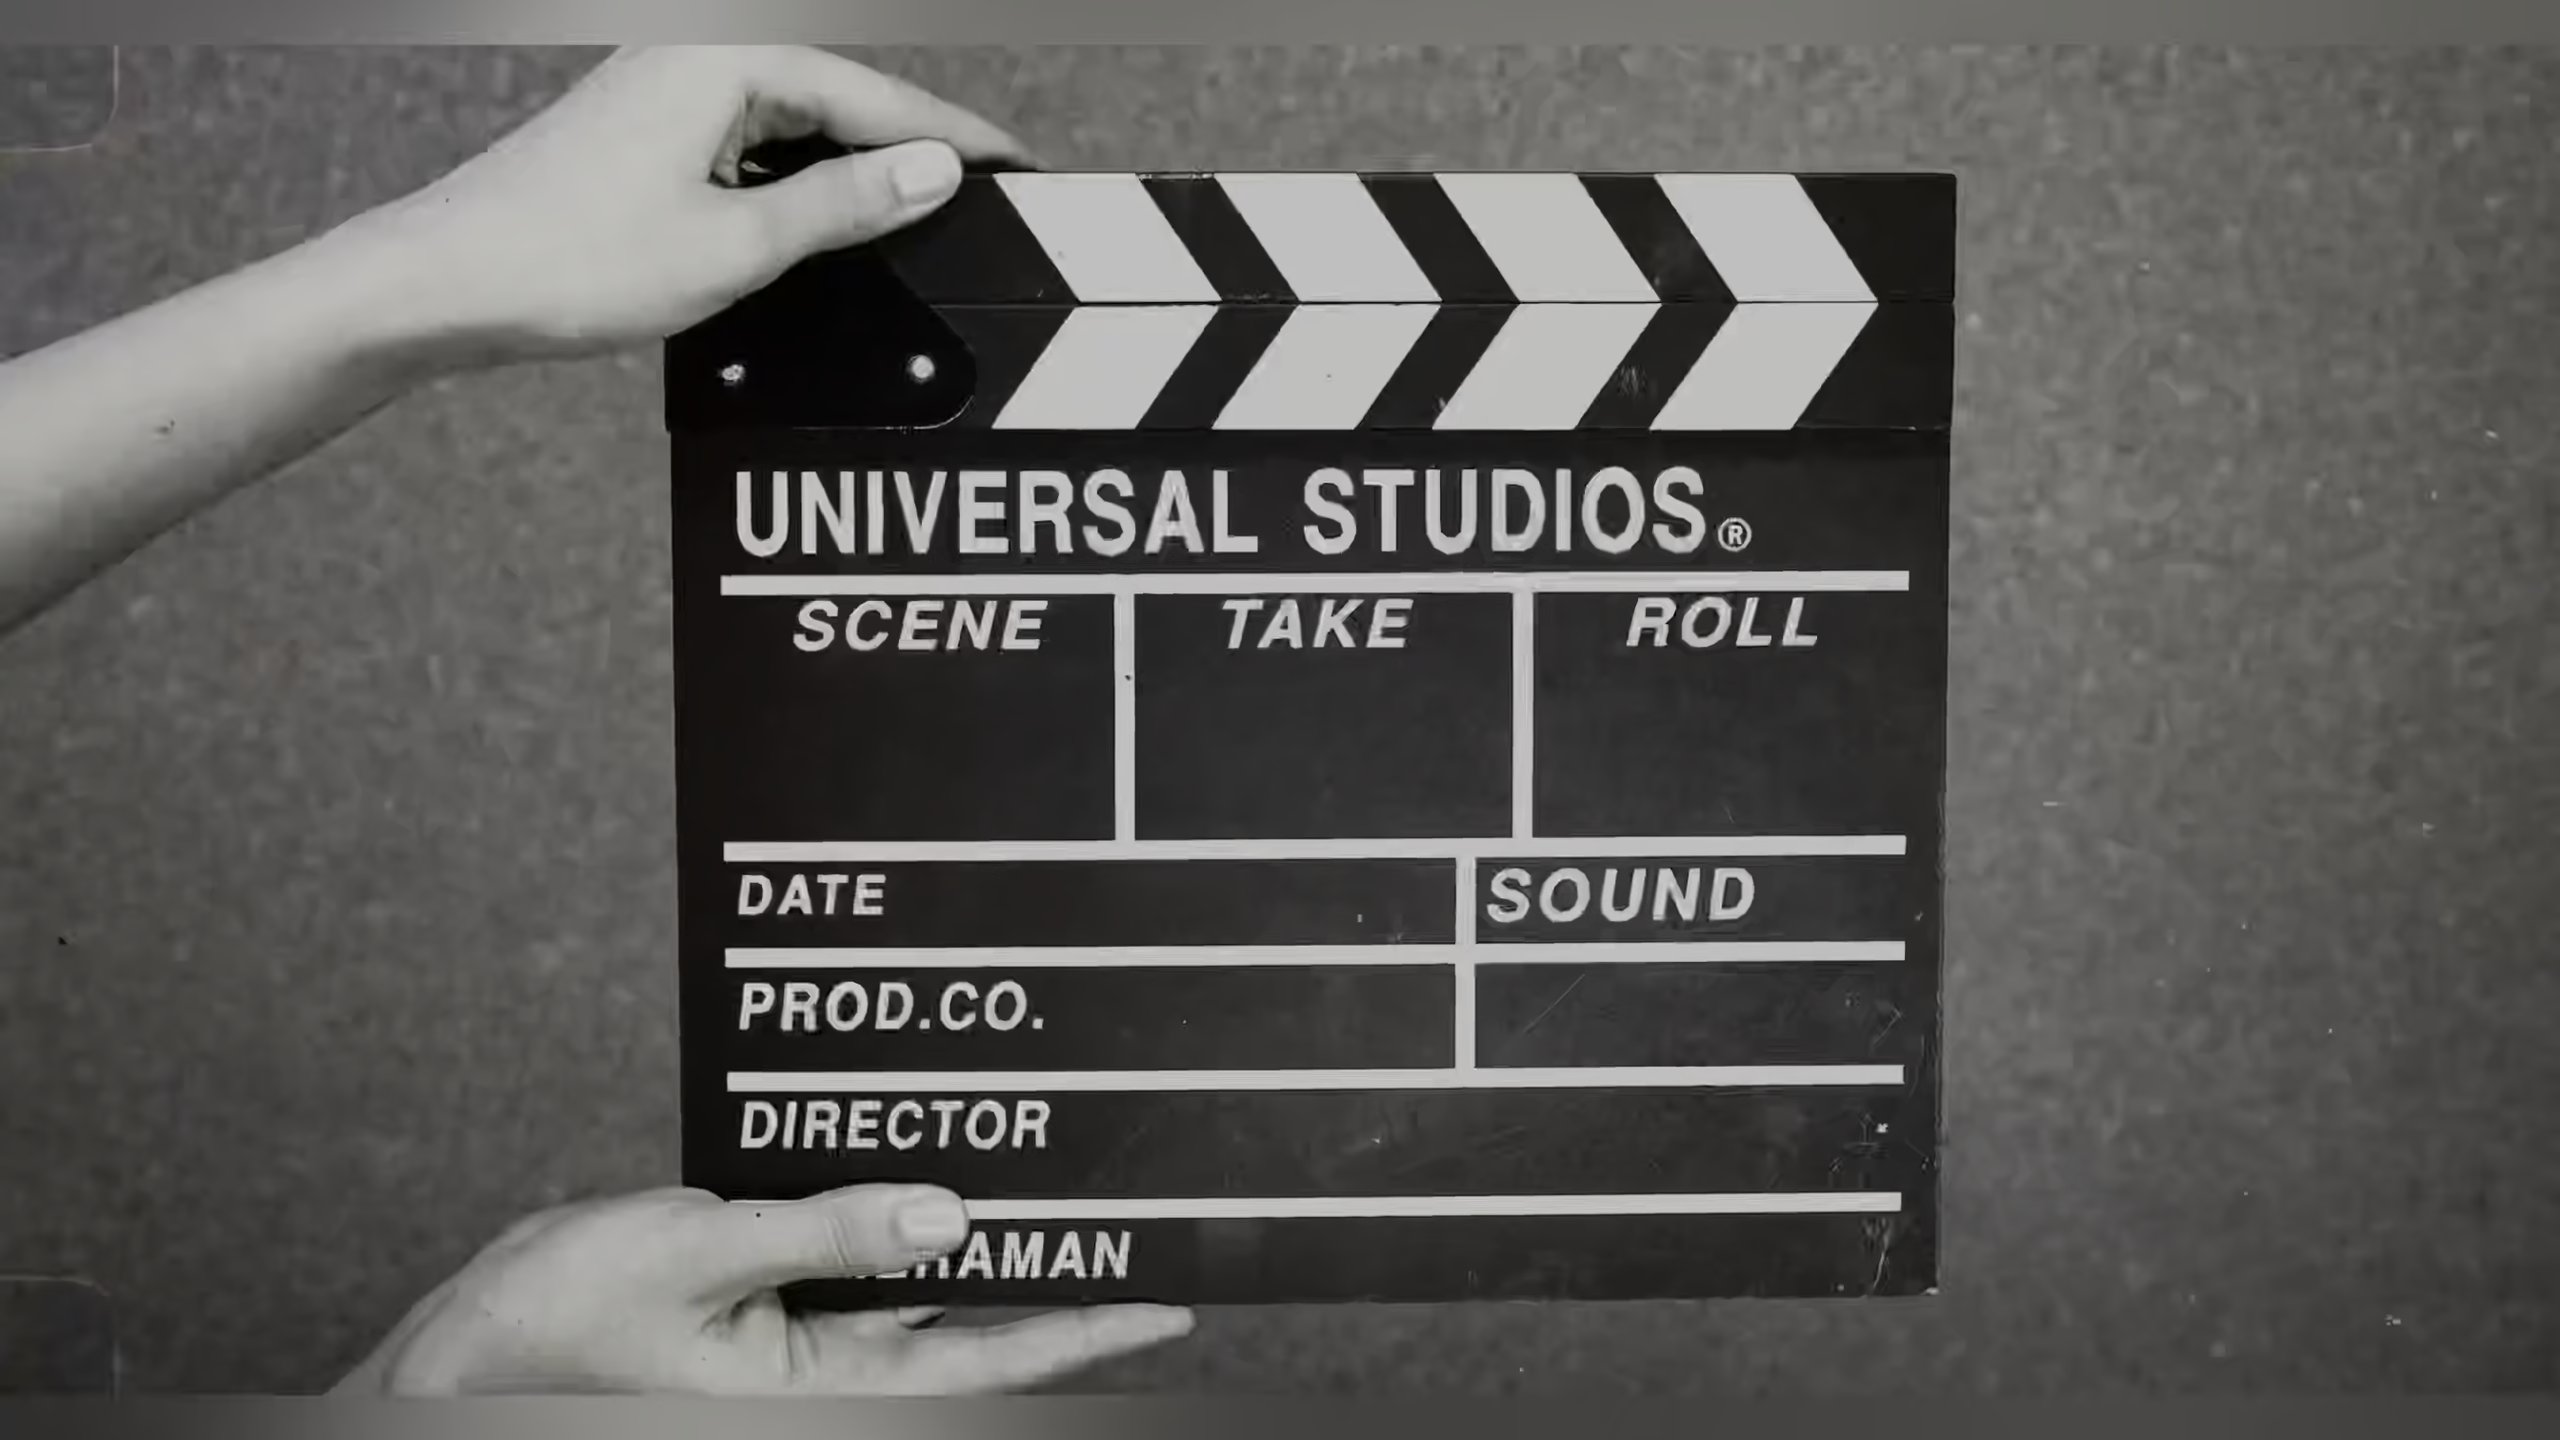 UNIVERSAL STUDIOS®
SCENE TAKE ROLL
DATE SOUND
PROD.CO.
DIRECTOR